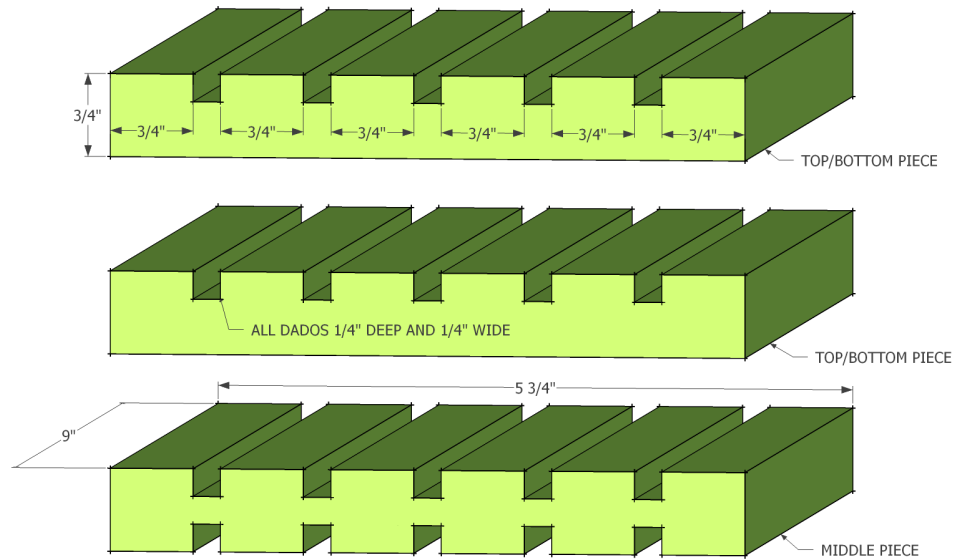 3/4"
3/4" 3/4" 3/4" 3/4" 3/4" 3/4"
TOP/BOTTOM PIECE
ALL DADOS 1/4" DEEP AND 1/4" WIDE
TOP/BOTTOM PIECE
5 3/4"
9"
MIDDLE PIECE